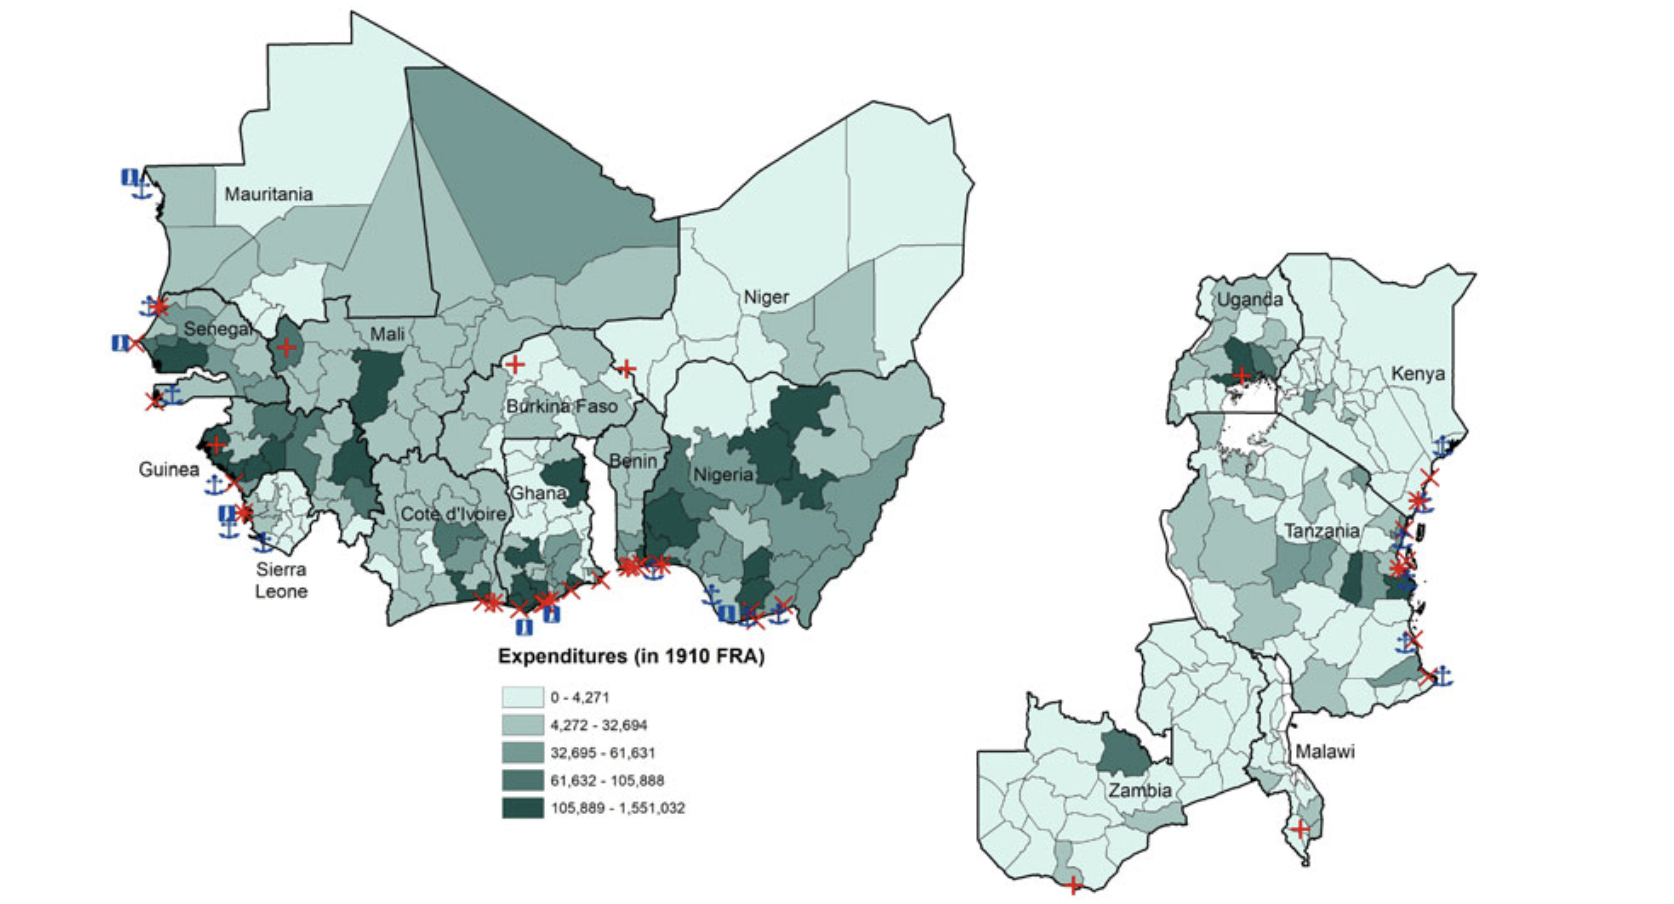 Mauritania
Niger
Senegal
Mali
Burkina Faso
Guinea
Benin
Nigeria
Ghana
Cote d'Ivoire
Sierra
Leone
Expenditures (in 1910 FRA)
0 - 4,271
4,272 - 32,694
32,695 - 61,631
61,632 - 105,888
105,889 - 1,551,032
Uganda
Kenya
Tanzania
Malawi
Zambia